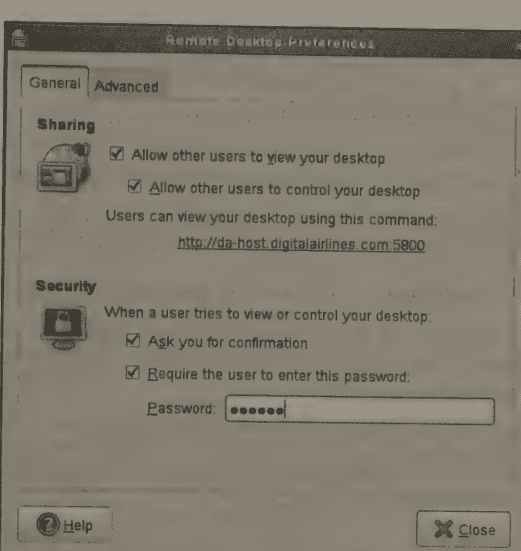 Remote Desktop Preferences
General
Advanced
Sharing
Allow other users to view your desktop
Allow other users to control your desktop
Users can view your desktop using this command:
http://da-host.digitalairlines.com:5800
Security
When a user tries to view or control your desktop:
Ask you for confirmation
Require the user to enter this password:
Password: ●●●●●●
Help
Close